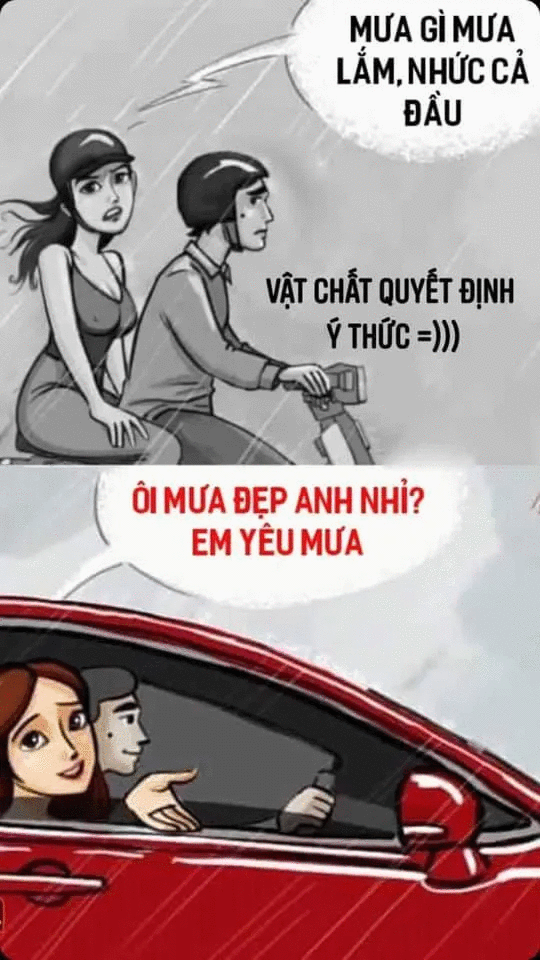 MƯA GÌ MƯA
LẮM, NHỨC CẢ
ĐẦU
VẬT CHẤT QUYẾT ĐỊNH
Ý THỨC =)))
ÔI MƯA ĐẸP ANH NHỈ?
EM YÊU MƯA